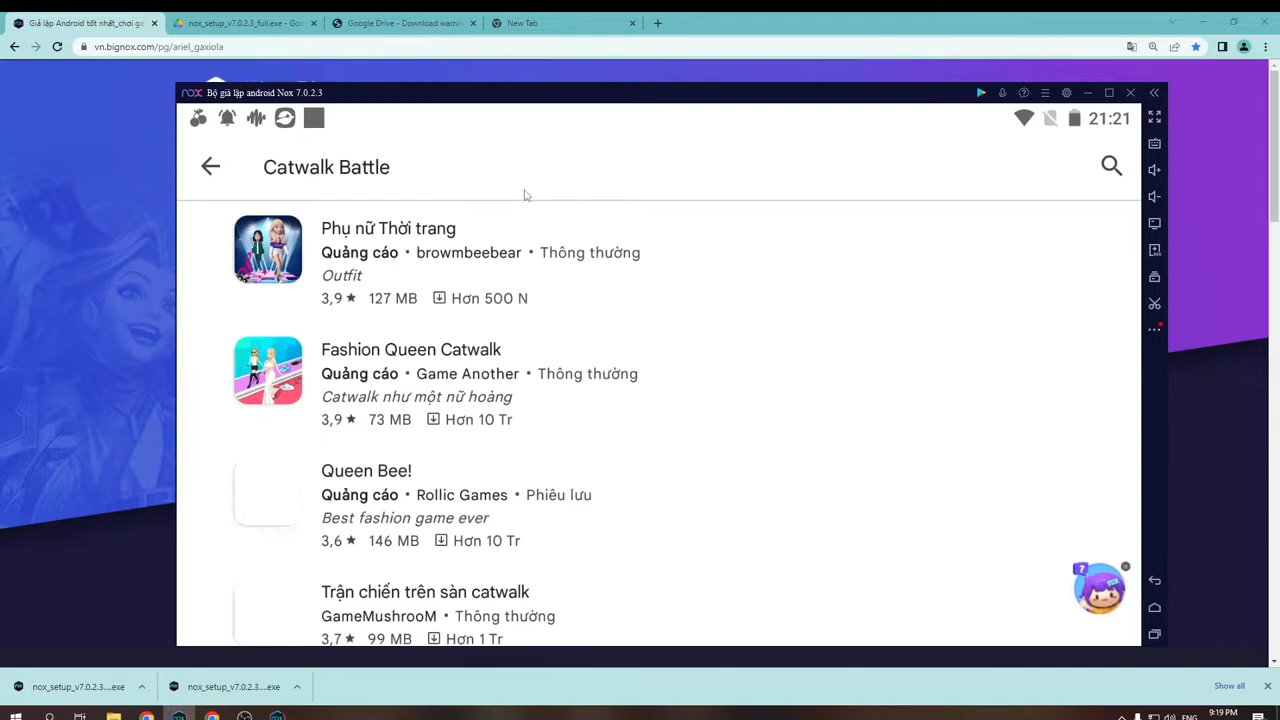 Giả lập Android tốt nhất_chơi ga
nox_setup_v7.0.2.3_full.exe - Goo
Google Drive - Download warnin
New Tab
vn.bignox.com/pg/ariel_gaxiola
nox Bộ giả lập android Nox 7.0.2.3
21:21
Catwalk Battle
Phụ nữ Thời trang
Quảng cáo • browmbeebear • Thông thường
Outfit
3,9 ★ 127 MB Hơn 500 N
Fashion Queen Catwalk
Quảng cáo • Game Another • Thông thường
Catwalk như một nữ hoàng
3,9 ★ 73 MB Hơn 10 Tr
Queen Bee!
Quảng cáo • Rollic Games • Phiêu lưu
Best fashion game ever
3,6 ★ 146 MB Hơn 10 Tr
Trận chiến trên sàn catwalk
GameMushrooM • Thông thường
3,7 ★ 99 MB Hơn 1 Tr
nox_setup_v7.0.2.3....exe
nox_setup_v7.0.2.3....exe
Show all
ENG
9:19 PM